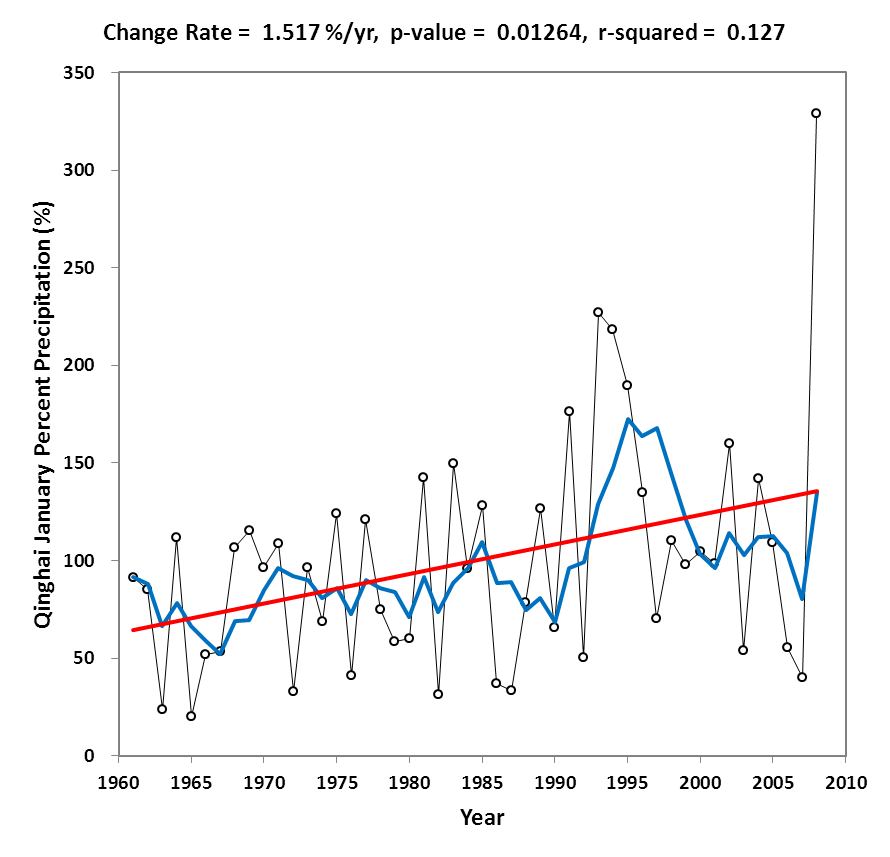 Change Rate = 1.517 %/yr, p-value = 0.01264, r-squared = 0.127
350
300
250
200
150
100
50
0
Qinghai January Percent Precipitation (%)
1960 1965 1970 1975 1980 1985 1990 1995 2000 2005 2010
Year